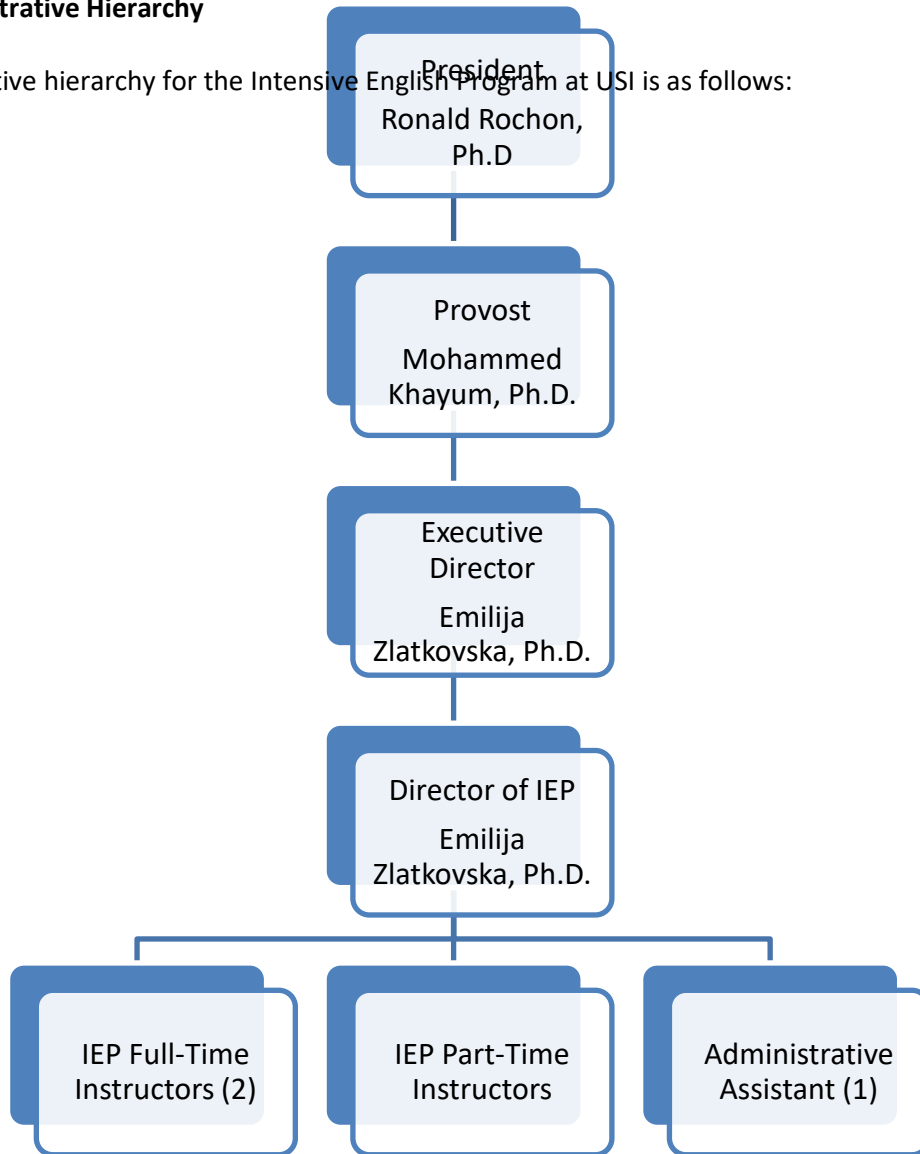 trative Hierarchy
tive hierarchy for the Intensive English Program at USI is as follows:
President
Ronald Rochon,
Ph.D
Provost
Mohammed
Khayum, Ph.D.
Executive
Director
Emilija
Zlatkovska, Ph.D.
Director of IEP
Emilija
Zlatkovska, Ph.D.
IEP Full-Time
Instructors (2)
IEP Part-Time
Instructors
Administrative
Assistant (1)